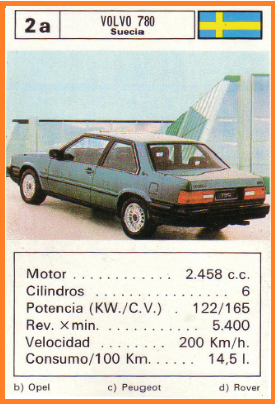 2a
VOLVO 780
Suecia
Motor . . . . . . . . . . . 2.458 c.c.
Cilindros . . . . . . . . . . . . . 6
Potencia (KW./C.V.) . 122/165
Rev. × min. . . . . . . . . . 5.400
Velocidad . . . . . . . 200 Km/h.
Consumo/100 Km. . . . . . 14,5 l.
b) Opel c) Peugeot d) Rover